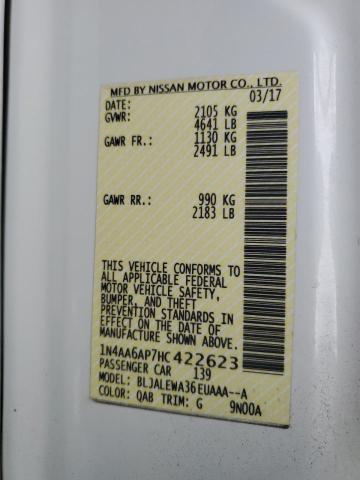 MFD BY NISSAN MOTOR CO., LTD.
DATE: 03/17
GVWR: 2105 KG
4641 LB
GAWR FR.: 1130 KG
2491 LB
GAWR RR.: 990 KG
2183 LB
THIS VEHICLE CONFORMS TO
ALL APPLICABLE FEDERAL
MOTOR VEHICLE SAFETY,
BUMPER, AND THEFT
PREVENTION STANDARDS IN
EFFECT ON THE DATE OF
MANUFACTURE SHOWN ABOVE.
1N4AA6AP7HC422623
PASSENGER CAR 139
MODEL: BLJALEWA36EUAAA--A
COLOR: QAB TRIM: G 9N00A